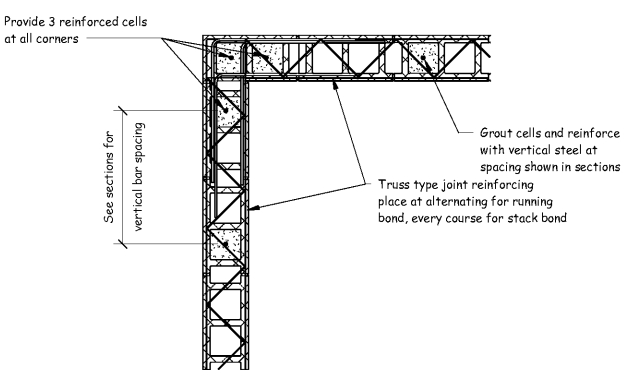 Provide 3 reinforced cells
at all corners
See sections for
vertical bar spacing
Grout cells and reinforce
with vertical steel at
spacing shown in sections
Truss type joint reinforcing
place at alternating for running
bond, every course for stack bond